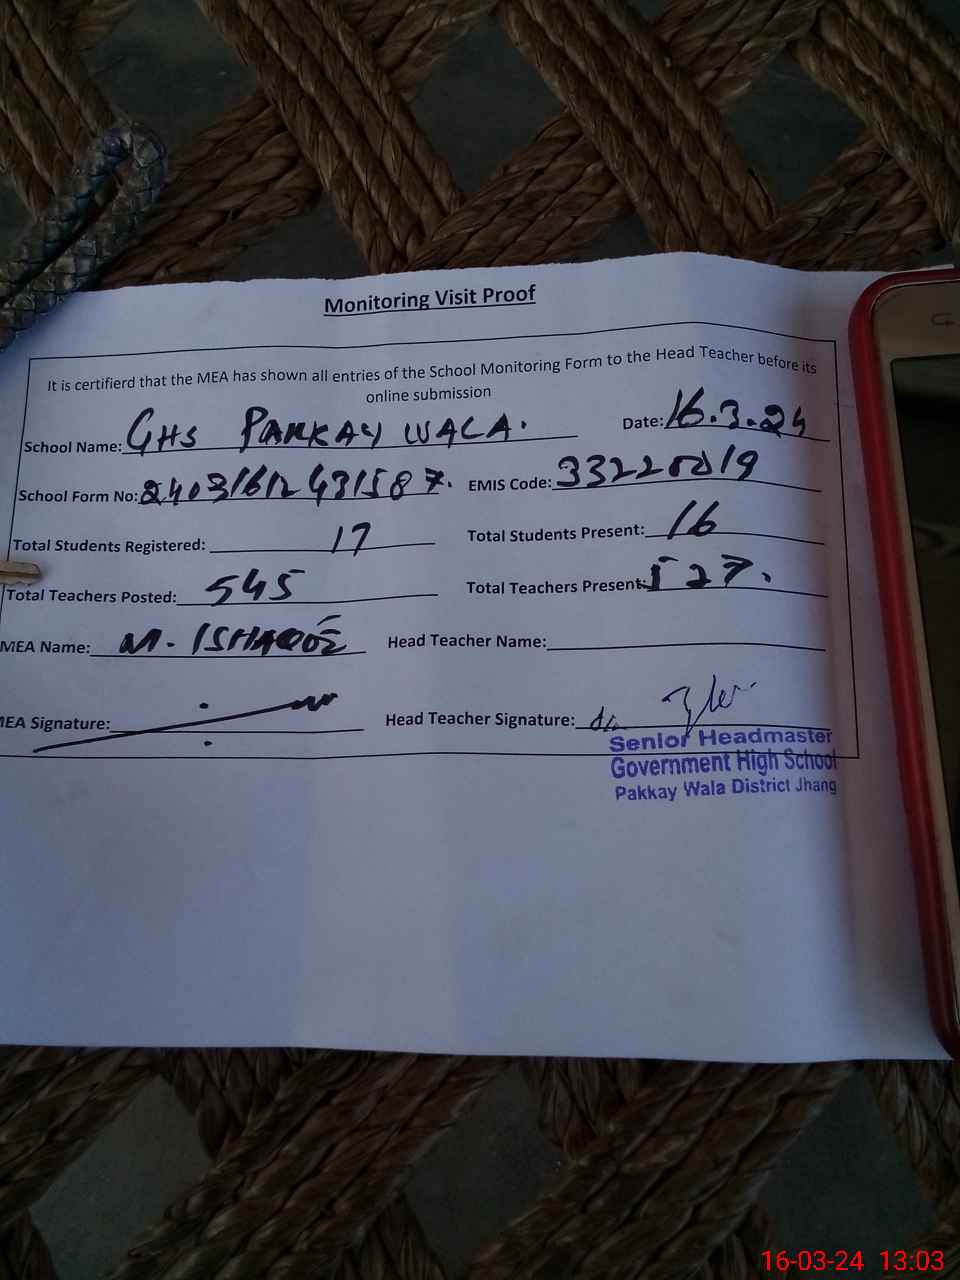 Monitoring Visit Proof
It is certifierd that the MEA has shown all entries of the School Monitoring Form to the Head Teacher before its
online submission
School Name: GHS PAKKAY WALA. Date: 16.3.24
School Form No: 24031612431587. EMIS Code: 33220019
Total Students Registered: 17 Total Students Present: 16
Total Teachers Posted: 545 Total Teachers Present: 527.
MEA Name: M. ISHAQUE Head Teacher Name:
MEA Signature: Head Teacher Signature:
Senior Headmaster
Government High School
Pakkay Wala District Jhang
16-03-24 13:03